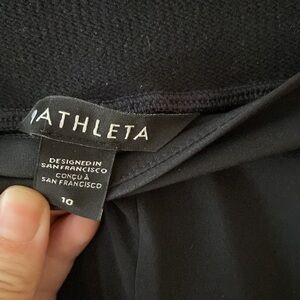 ATHLETA
DESIGNED IN
SAN FRANCISCO
CONÇU À
SAN FRANCISCO
10